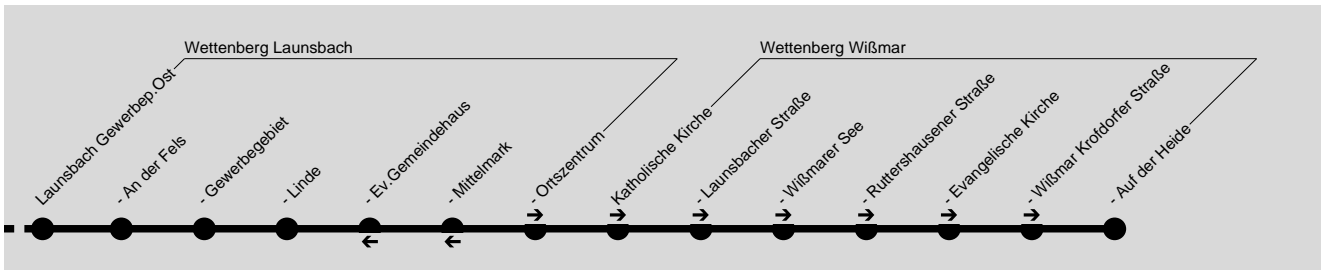 Wettenberg Launsbach
Wettenberg Wißmar
Launsbach Gewerbep.Ost
- An der Fels
- Gewerbegebiet
- Linde
- Ev.Gemeindehaus
- Mittelmark
- Ortszentrum
Katholische Kirche
- Launsbacher Straße
- Wißmarer See
- Ruttershausener Straße
- Evangelische Kirche
- Wißmar Krofdorfer Straße
- Auf der Heide